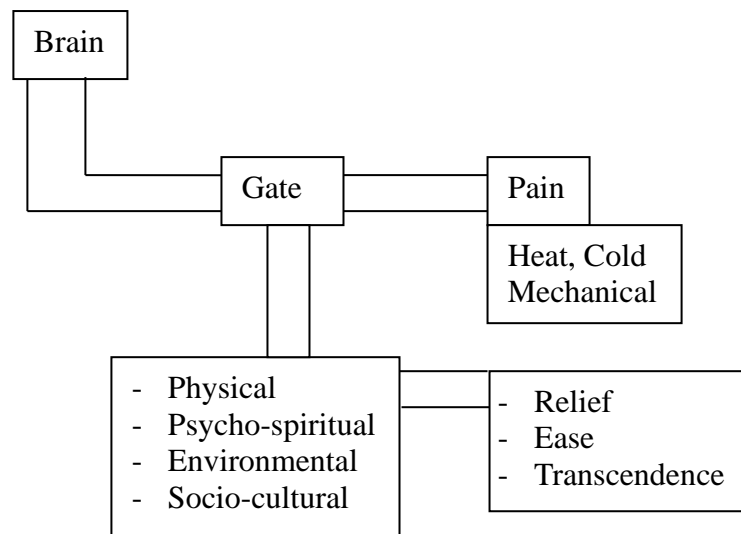 Brain
Gate
Pain
Heat, Cold
Mechanical
- Physical
- Psycho-spiritual
- Environmental
- Socio-cultural
- Relief
- Ease
- Transcendence